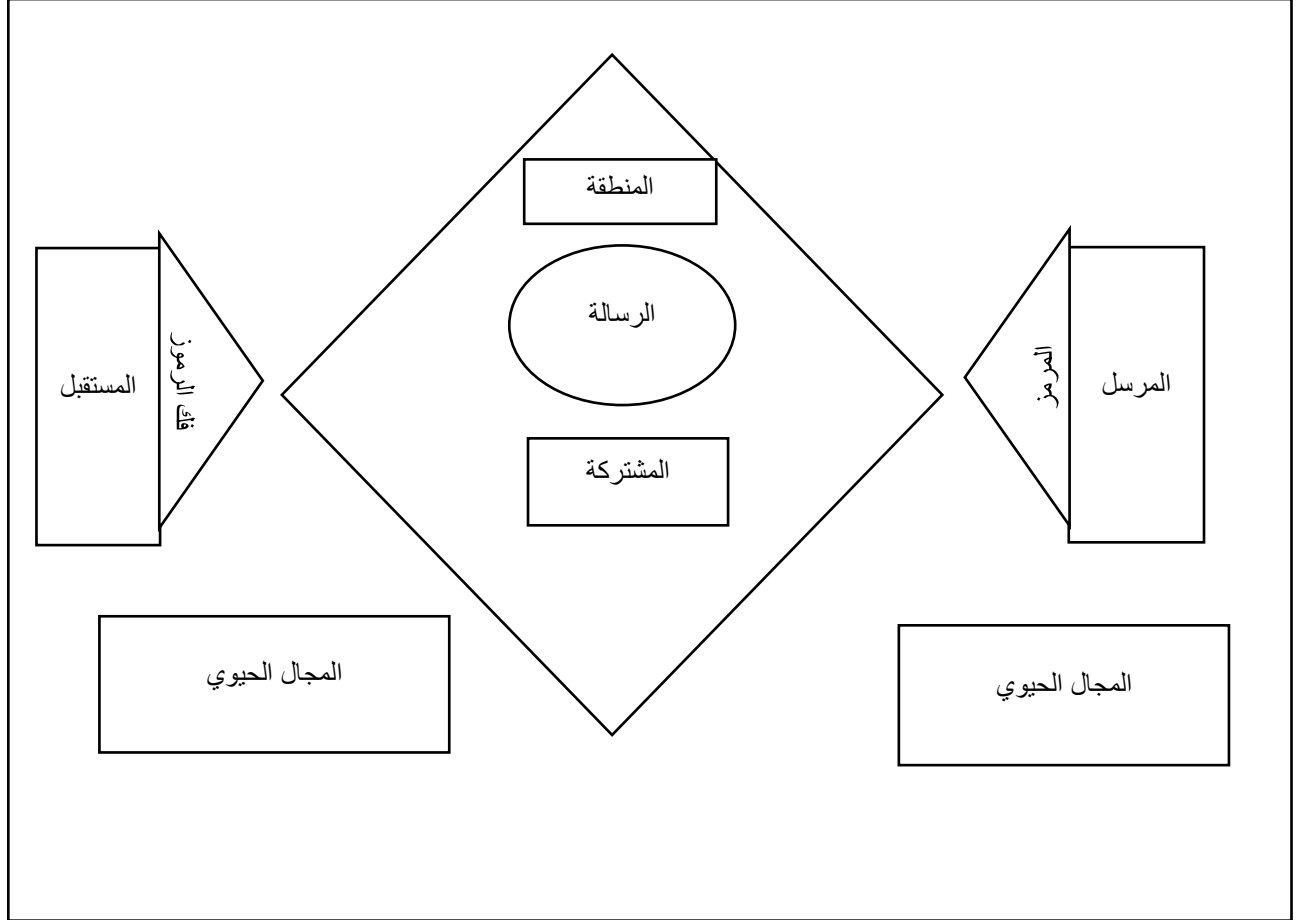 المنطقة
الرسالة
المشتركة
المرسل
المرمز
فك الرموز
المستقبل
المجال الحيوي
المجال الحيوي